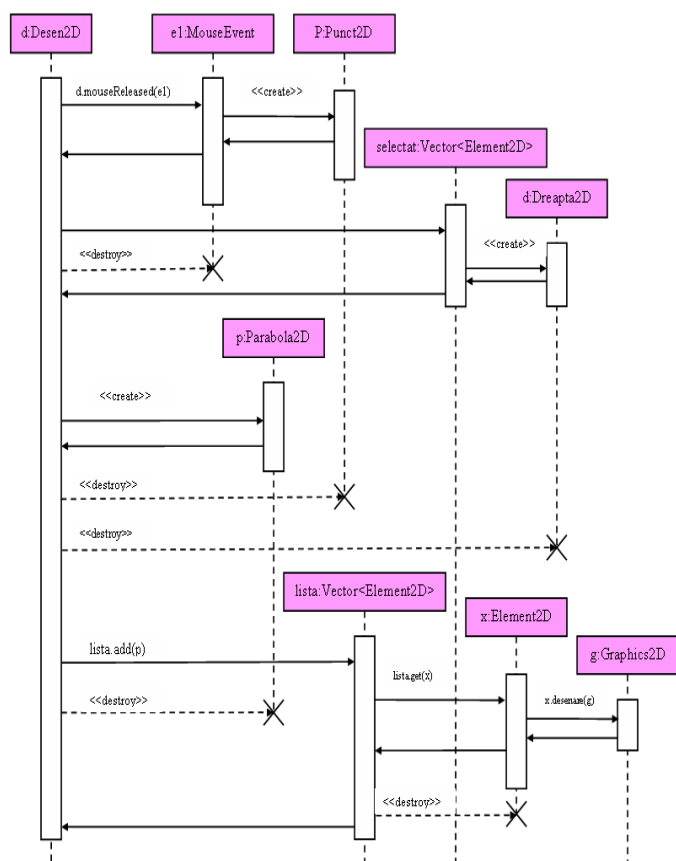 d:Desen2D
e1:MouseEvent
P:Punct2D
d.mouseReleased(e1)
<<create>>
selectat:Vector<Element2D>
d:Dreapta2D
<<create>>
<<destroy>>
p:Parabola2D
<<create>>
<<destroy>>
<<destroy>>
lista:Vector<Element2D>
x:Element2D
g:Graphics2D
lista.add(p)
lista.get(x)
<<destroy>>
x.desenare(g)
<<destroy>>